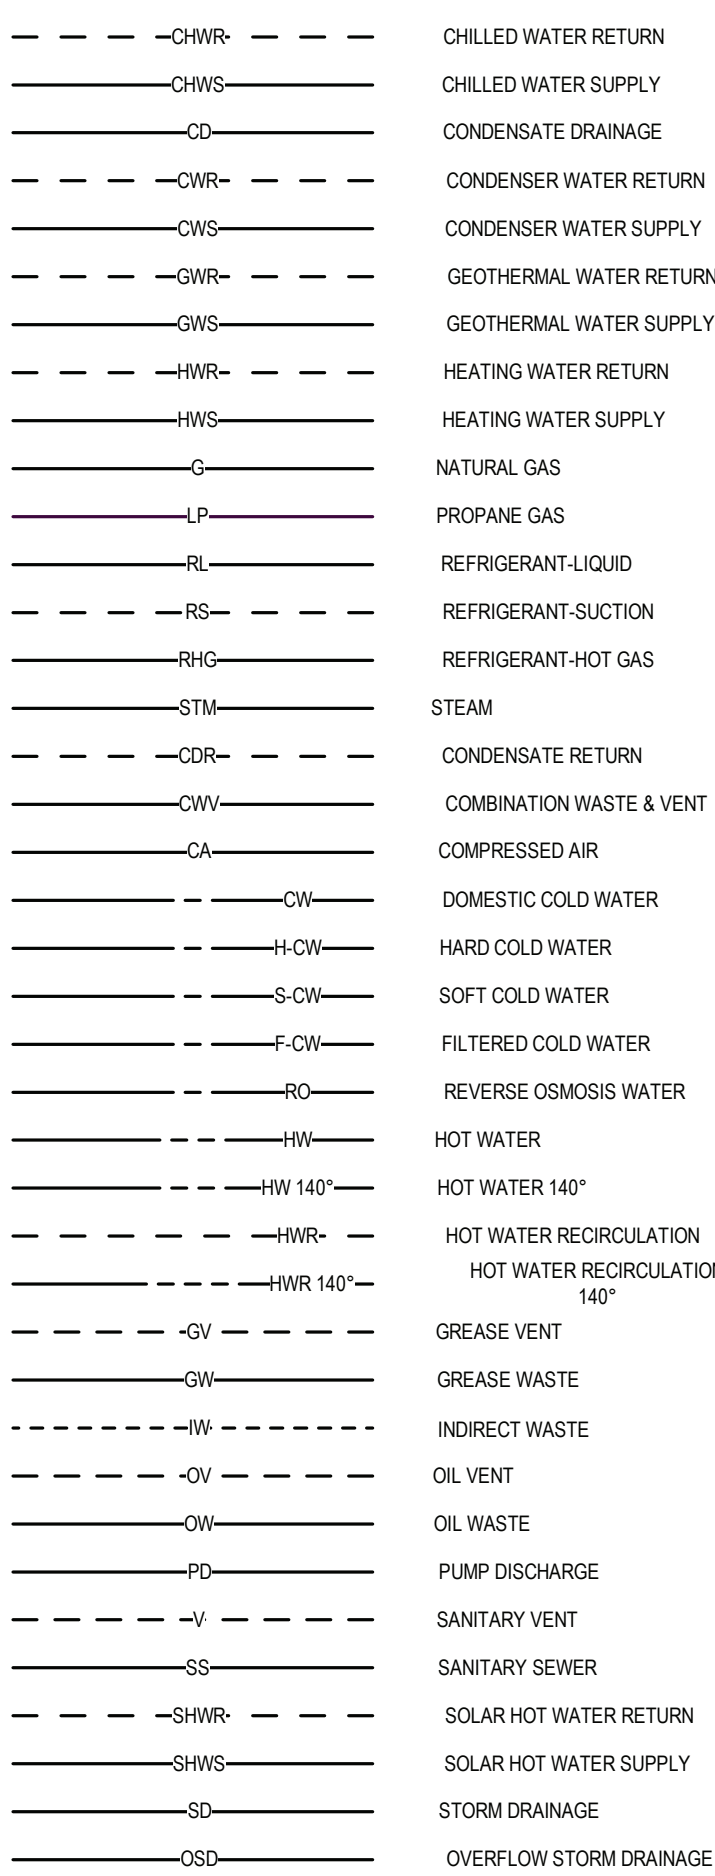 CHWR CHILLED WATER RETURN
CHWS CHILLED WATER SUPPLY
CD CONDENSATE DRAINAGE
CWR CONDENSER WATER RETURN
CWS CONDENSER WATER SUPPLY
GWR GEOTHERMAL WATER RETURN
GWS GEOTHERMAL WATER SUPPLY
HWR HEATING WATER RETURN
HWS HEATING WATER SUPPLY
G NATURAL GAS
LP PROPANE GAS
RL REFRIGERANT-LIQUID
RS REFRIGERANT-SUCTION
RHG REFRIGERANT-HOT GAS
STM STEAM
CDR CONDENSATE RETURN
CWV COMBINATION WASTE & VENT
CA COMPRESSED AIR
CW DOMESTIC COLD WATER
H-CW HARD COLD WATER
S-CW SOFT COLD WATER
F-CW FILTERED COLD WATER
RO REVERSE OSMOSIS WATER
HW HOT WATER
HW 140° HOT WATER 140°
HWR HOT WATER RECIRCULATION
HWR 140° HOT WATER RECIRCULATION
140°
GV GREASE VENT
GW GREASE WASTE
IW INDIRECT WASTE
OV OIL VENT
OW OIL WASTE
PD PUMP DISCHARGE
V SANITARY VENT
SS SANITARY SEWER
SHWR SOLAR HOT WATER RETURN
SHWS SOLAR HOT WATER SUPPLY
SD STORM DRAINAGE
OSD OVERFLOW STORM DRAINAGE